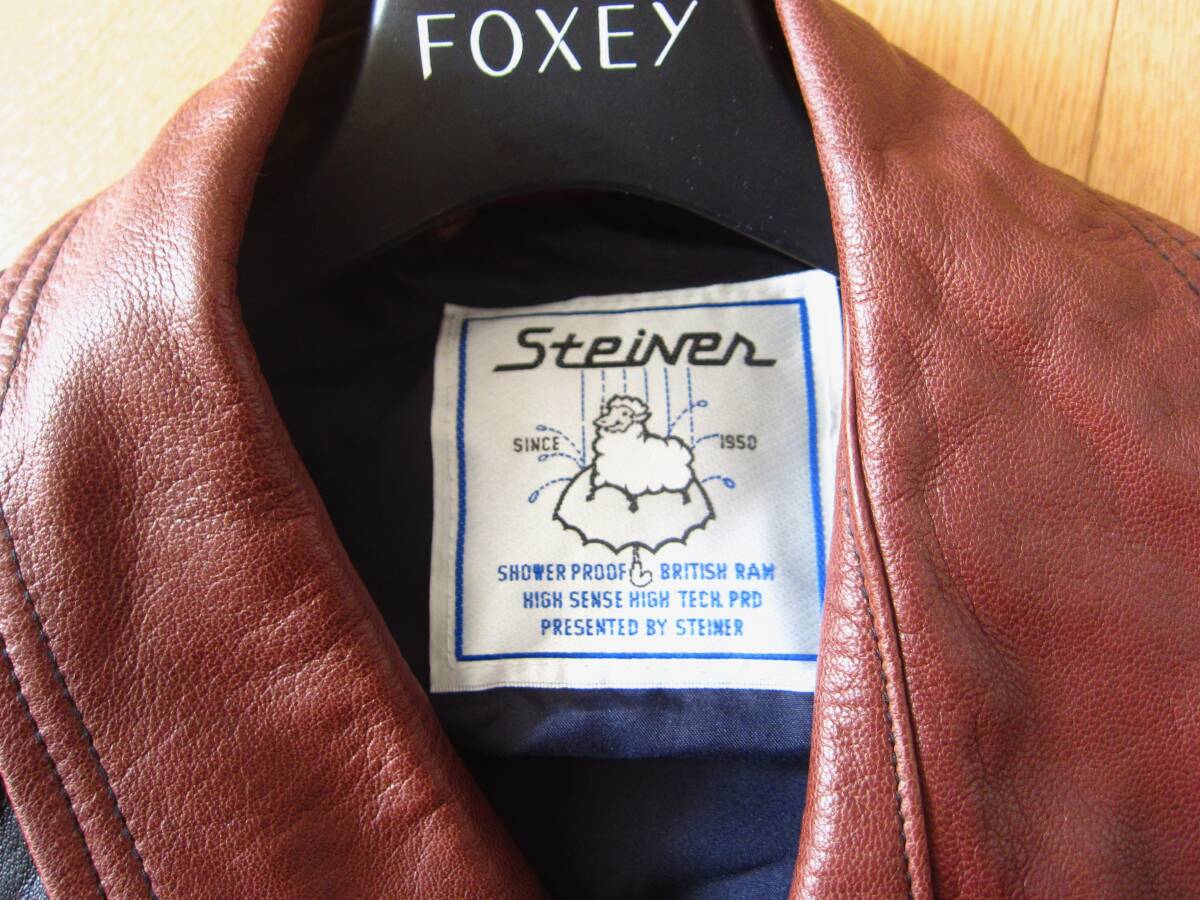 FOXEY
Steiner
SINCE 1950
SHOWER PROOF BRITISH RAM
HIGH SENSE HIGH TECH. PRD
PRESENTED BY STEINER